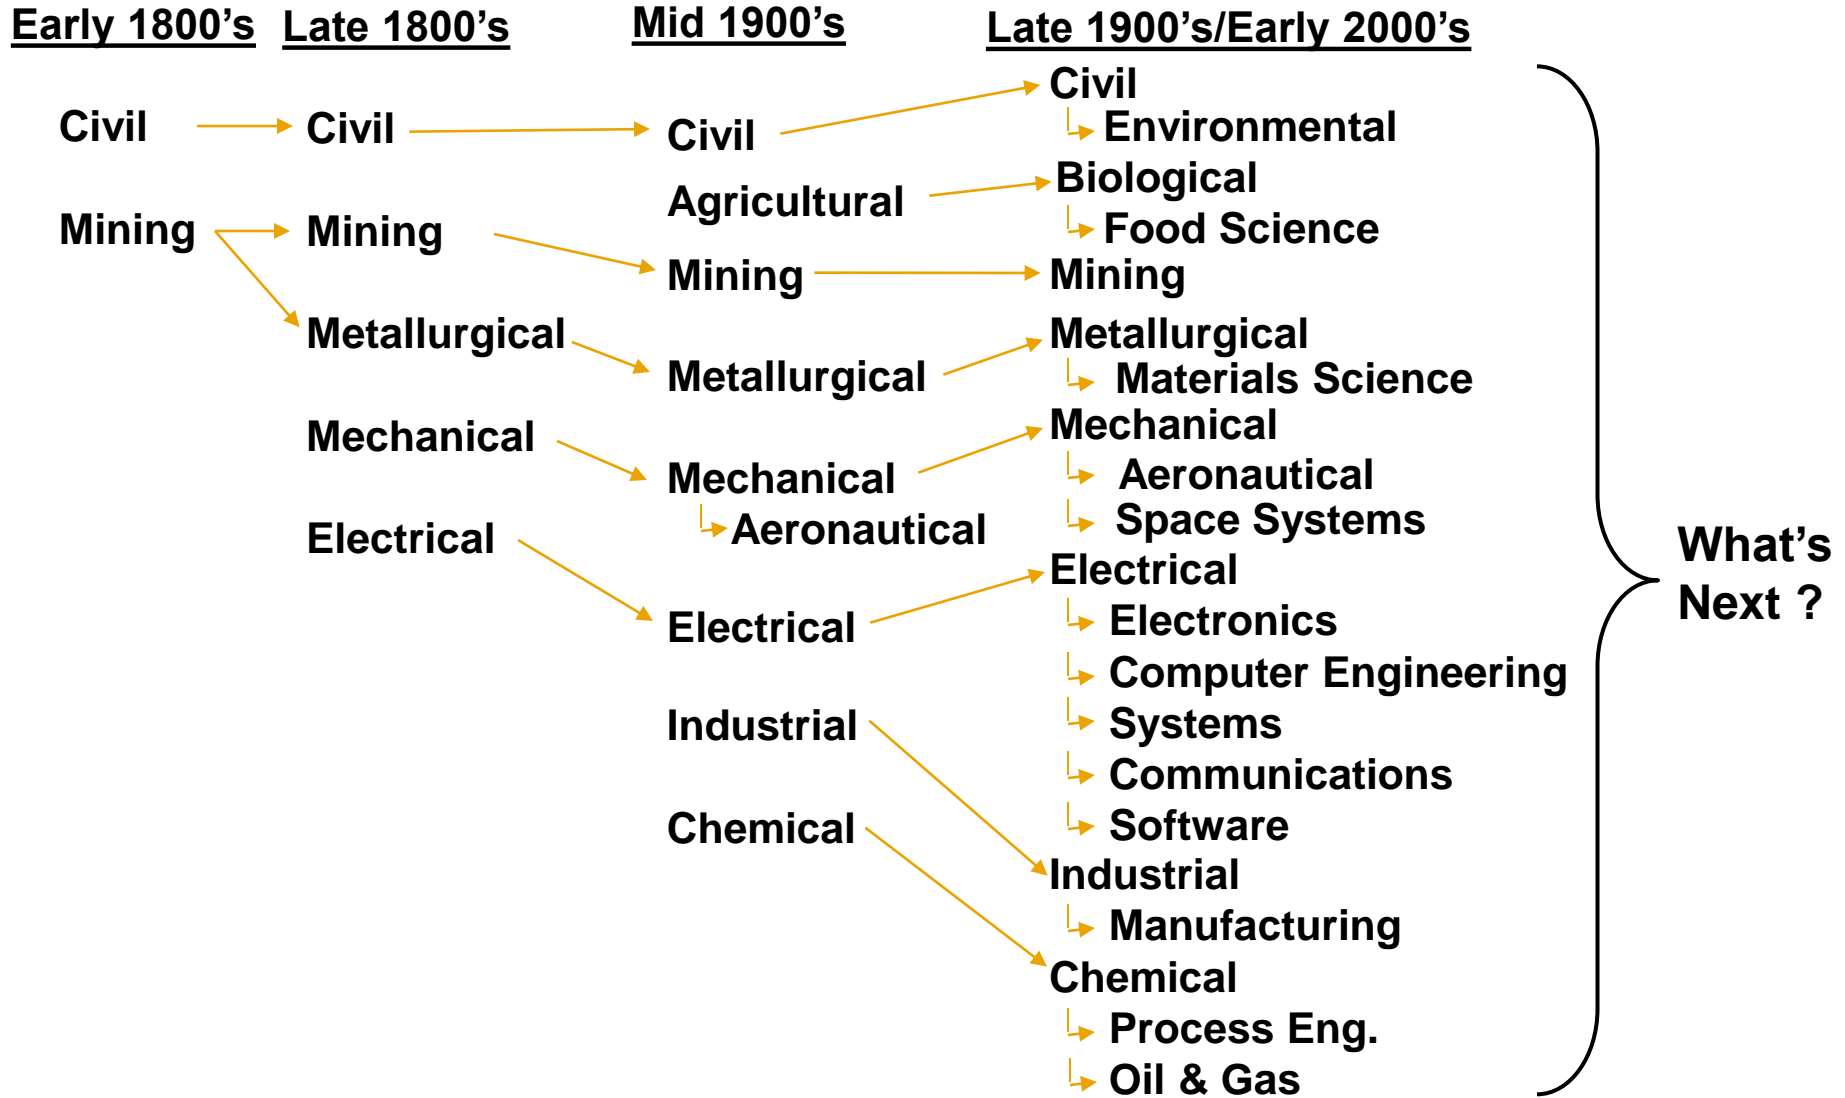 Early 1800’s
Late 1800’s
Mid 1900’s
Late 1900’s/Early 2000’s
Civil
Mining
Civil
Mining
Metallurgical
Mechanical
Electrical
Civil
Agricultural
Mining
Metallurgical
Mechanical
Aeronautical
Electrical
Industrial
Chemical
Civil
Environmental
Biological
Food Science
Mining
Metallurgical
Materials Science
Mechanical
Aeronautical
Space Systems
Electrical
Electronics
Computer Engineering
Systems
Communications
Software
Industrial
Manufacturing
Chemical
Process Eng.
Oil & Gas
What’s
Next ?